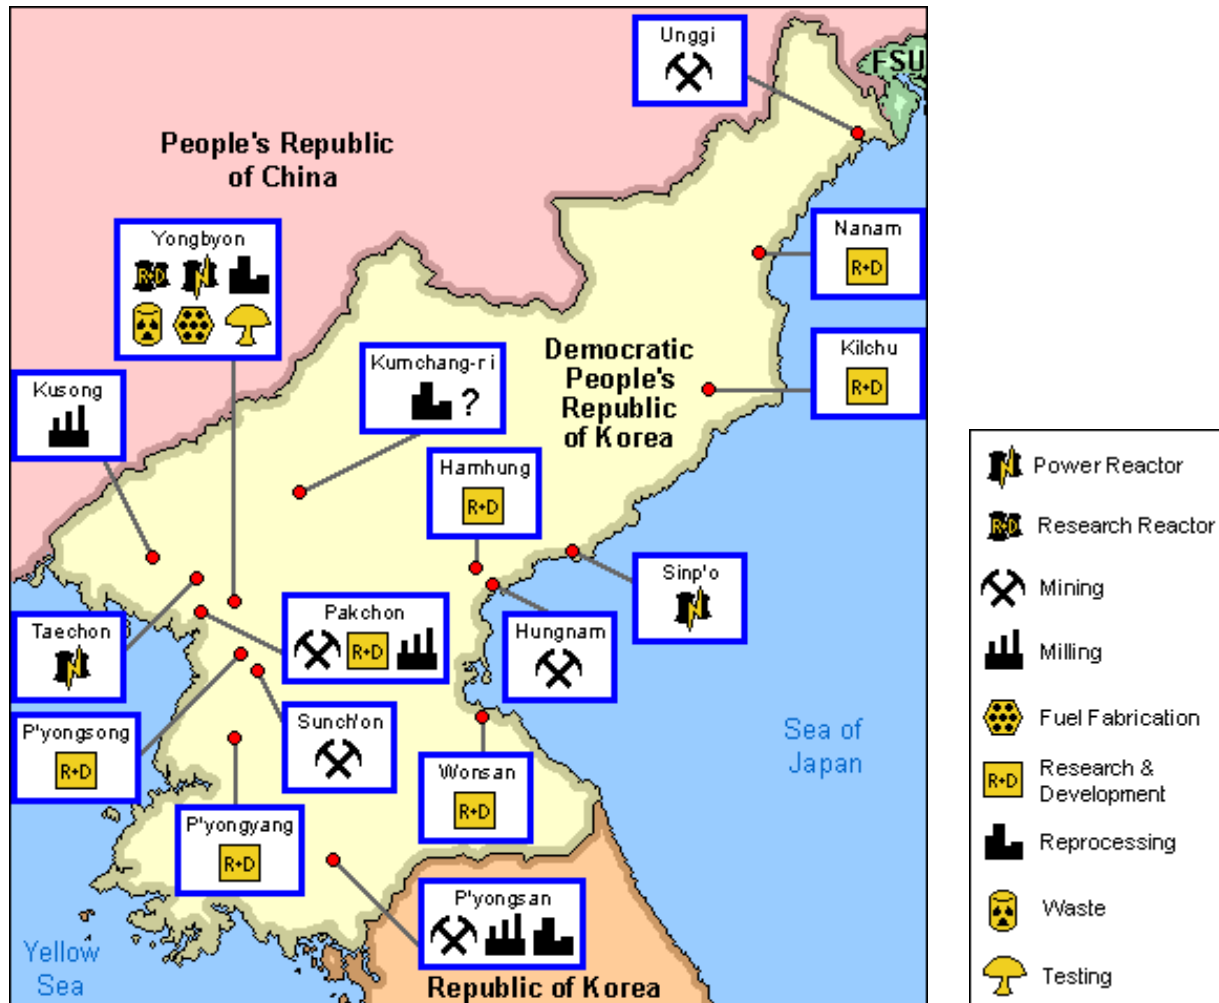 Unggi
FSU
People's Republic
of China
Nanam
R+D
Yongbyon
R+D
Kilchu
R+D
Democratic
People's
Republic
of Korea
Kumchang-ri
?
Kusong
Hamhung
R+D
Sinp'o
Pakchon
R+D
Hungnam
Taechon
P'yongsong
R+D
Sunch'on
Wonsan
R+D
Sea of
Japan
P'yongyang
R+D
P'yongsan
Yellow
Sea
Republic of Korea
Power Reactor
R+D
Research Reactor
Mining
Milling
Fuel Fabrication
R+D
Research &
Development
Reprocessing
Waste
Testing